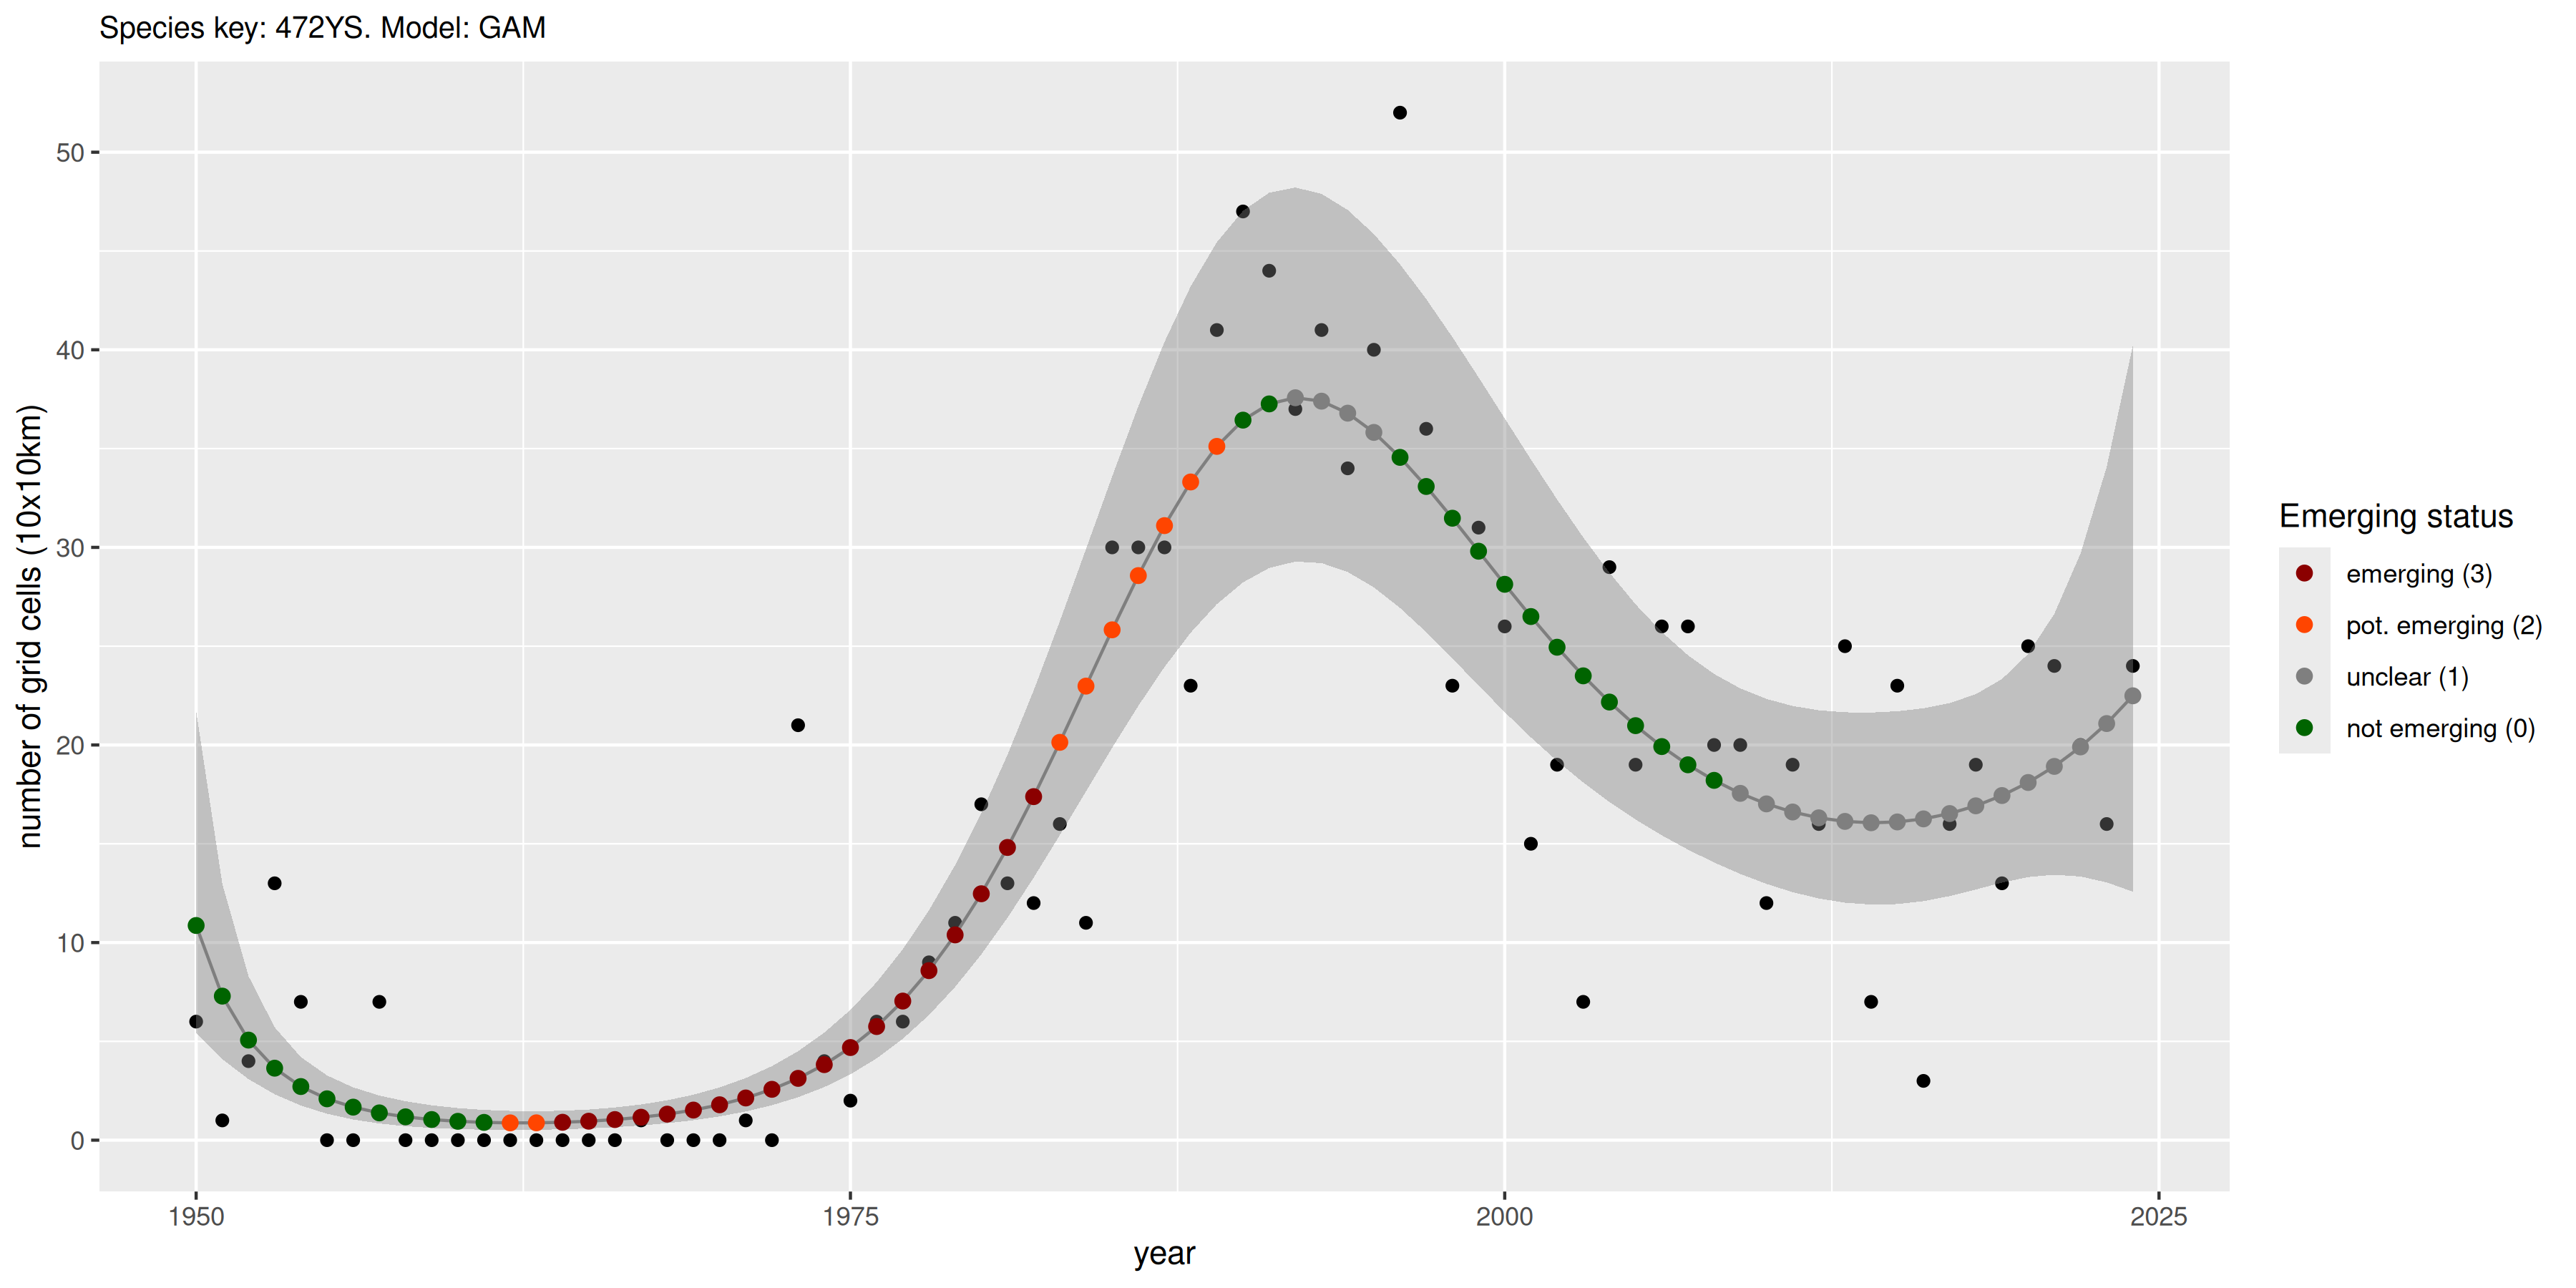 Species key: 472YS. Model: GAM
50
40
30
20
10
0
number of grid cells (10x10km)
1950
1975
2000
2025
year
Emerging status
emerging (3)
pot. emerging (2)
unclear (1)
not emerging (0)